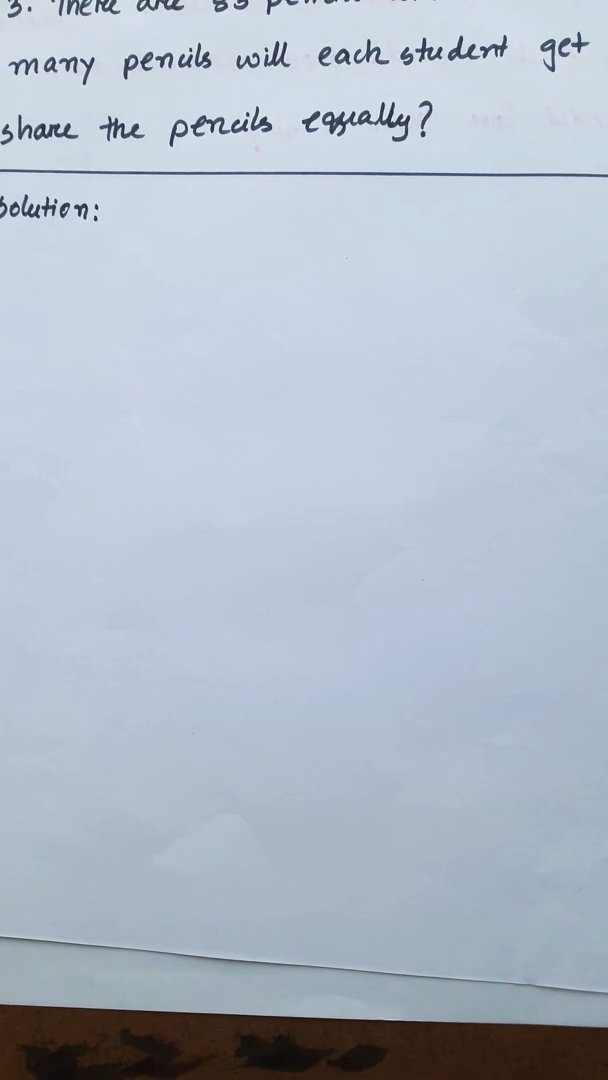 3. There are
many pencils will each student get
share the pencils equally?
Solution: